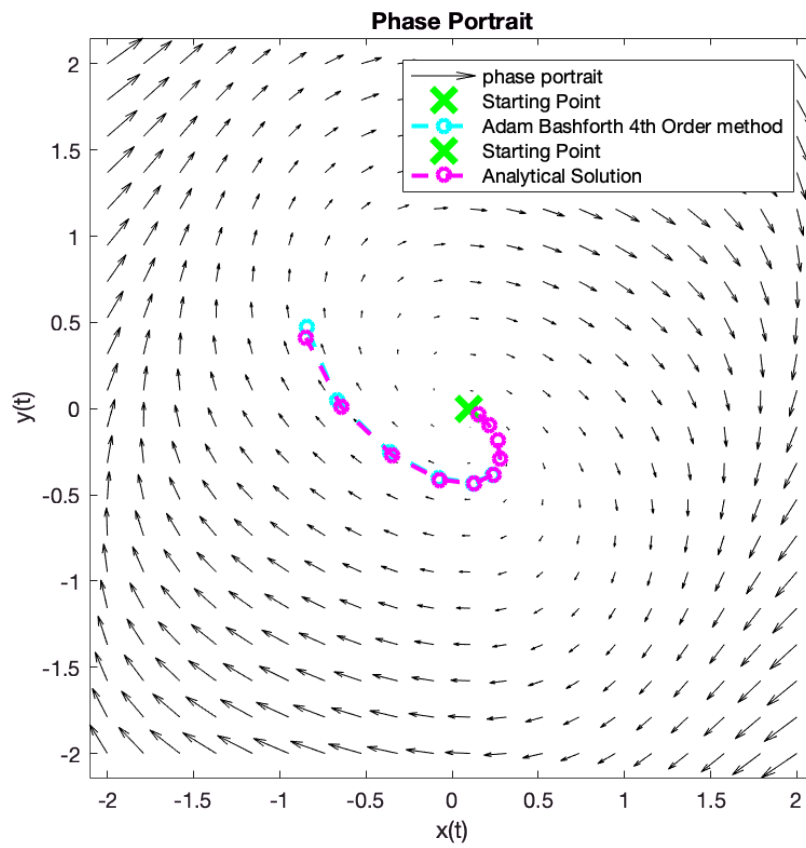 Phase Portrait
phase portrait
Starting Point
Adam Bashforth 4th Order method
Starting Point
Analytical Solution
2
1.5
1
0.5
0
-0.5
-1
-1.5
-2
y(t)
-2 -1.5 -1 -0.5 0 0.5 1 1.5 2
x(t)